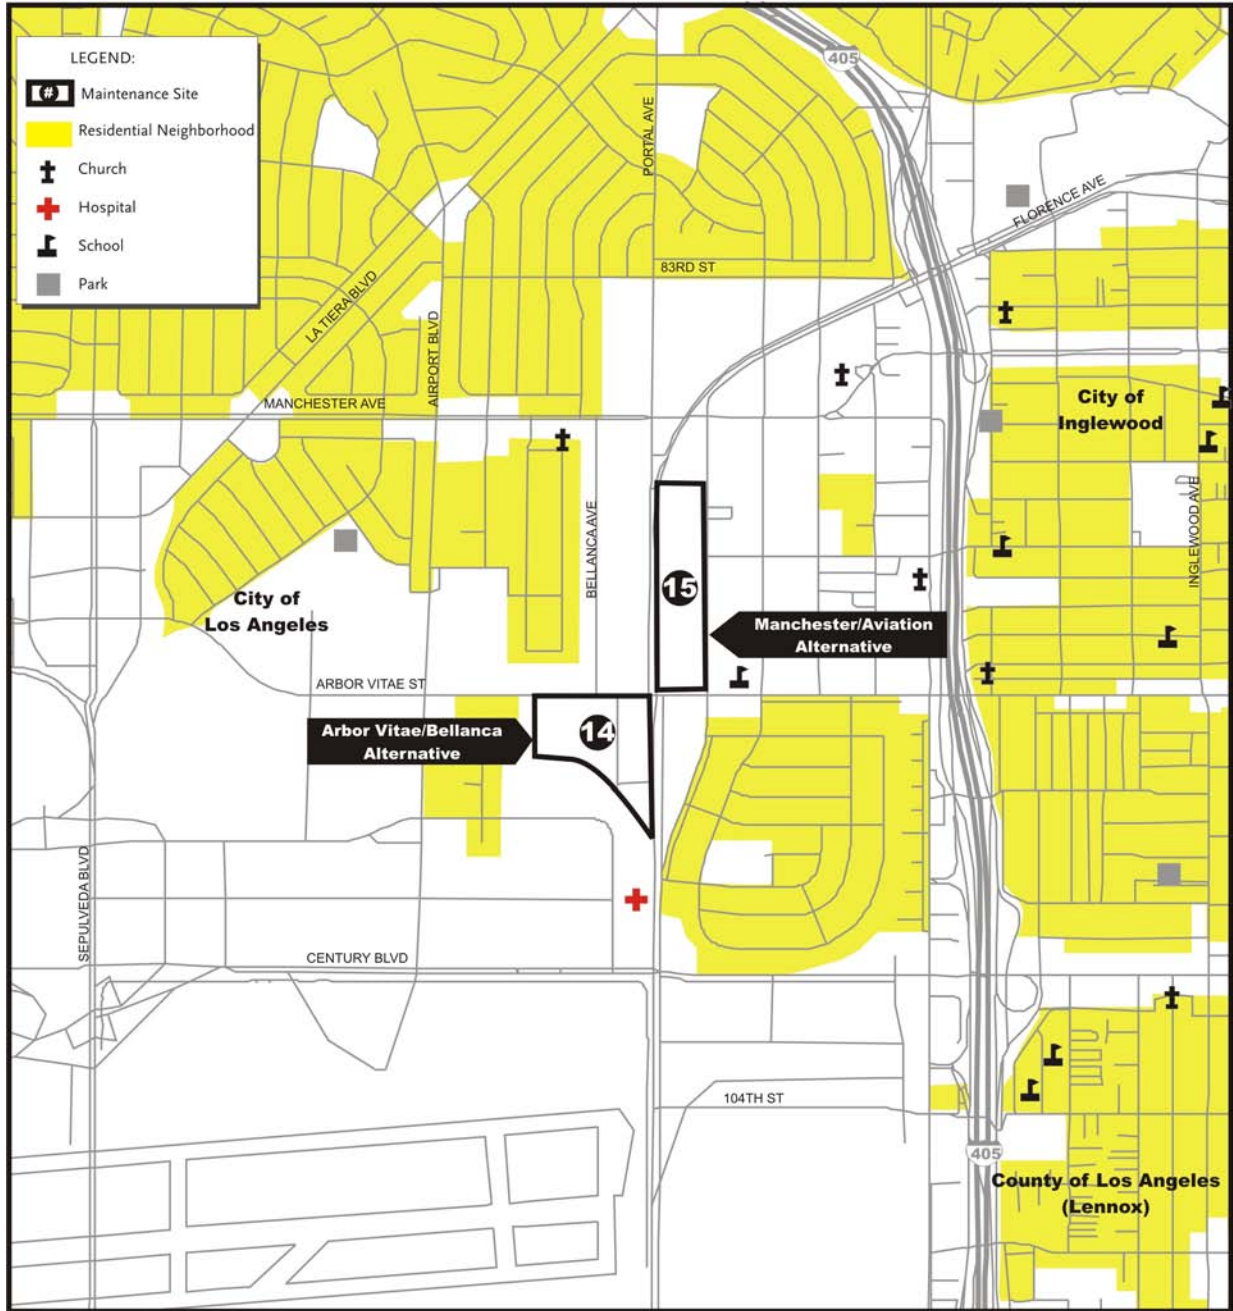 LEGEND:
(#) Maintenance Site
Residential Neighborhood
Church
Hospital
School
Park
405
PORTAL AVE
FLORENCE AVE
83RD ST
LA TIERA BLVD
AIRPORT BLVD
MANCHESTER AVE
City of
Inglewood
BELLANCA AVE
INGLEWOOD AVE
15
City of
Los Angeles
Manchester/Aviation
Alternative
ARBOR VITAE ST
Arbor Vitae/Bellanca
Alternative
14
SEPULVEDA BLVD
CENTURY BLVD
104TH ST
405
County of Los Angeles
(Lennox)